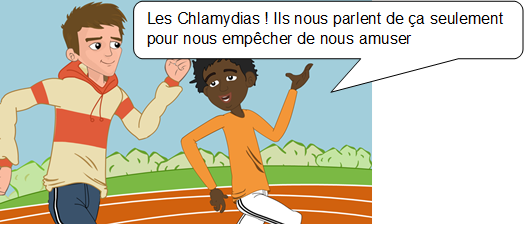 Les Chlamydias ! Ils nous parlent de ça seulement
pour nous empêcher de nous amuser